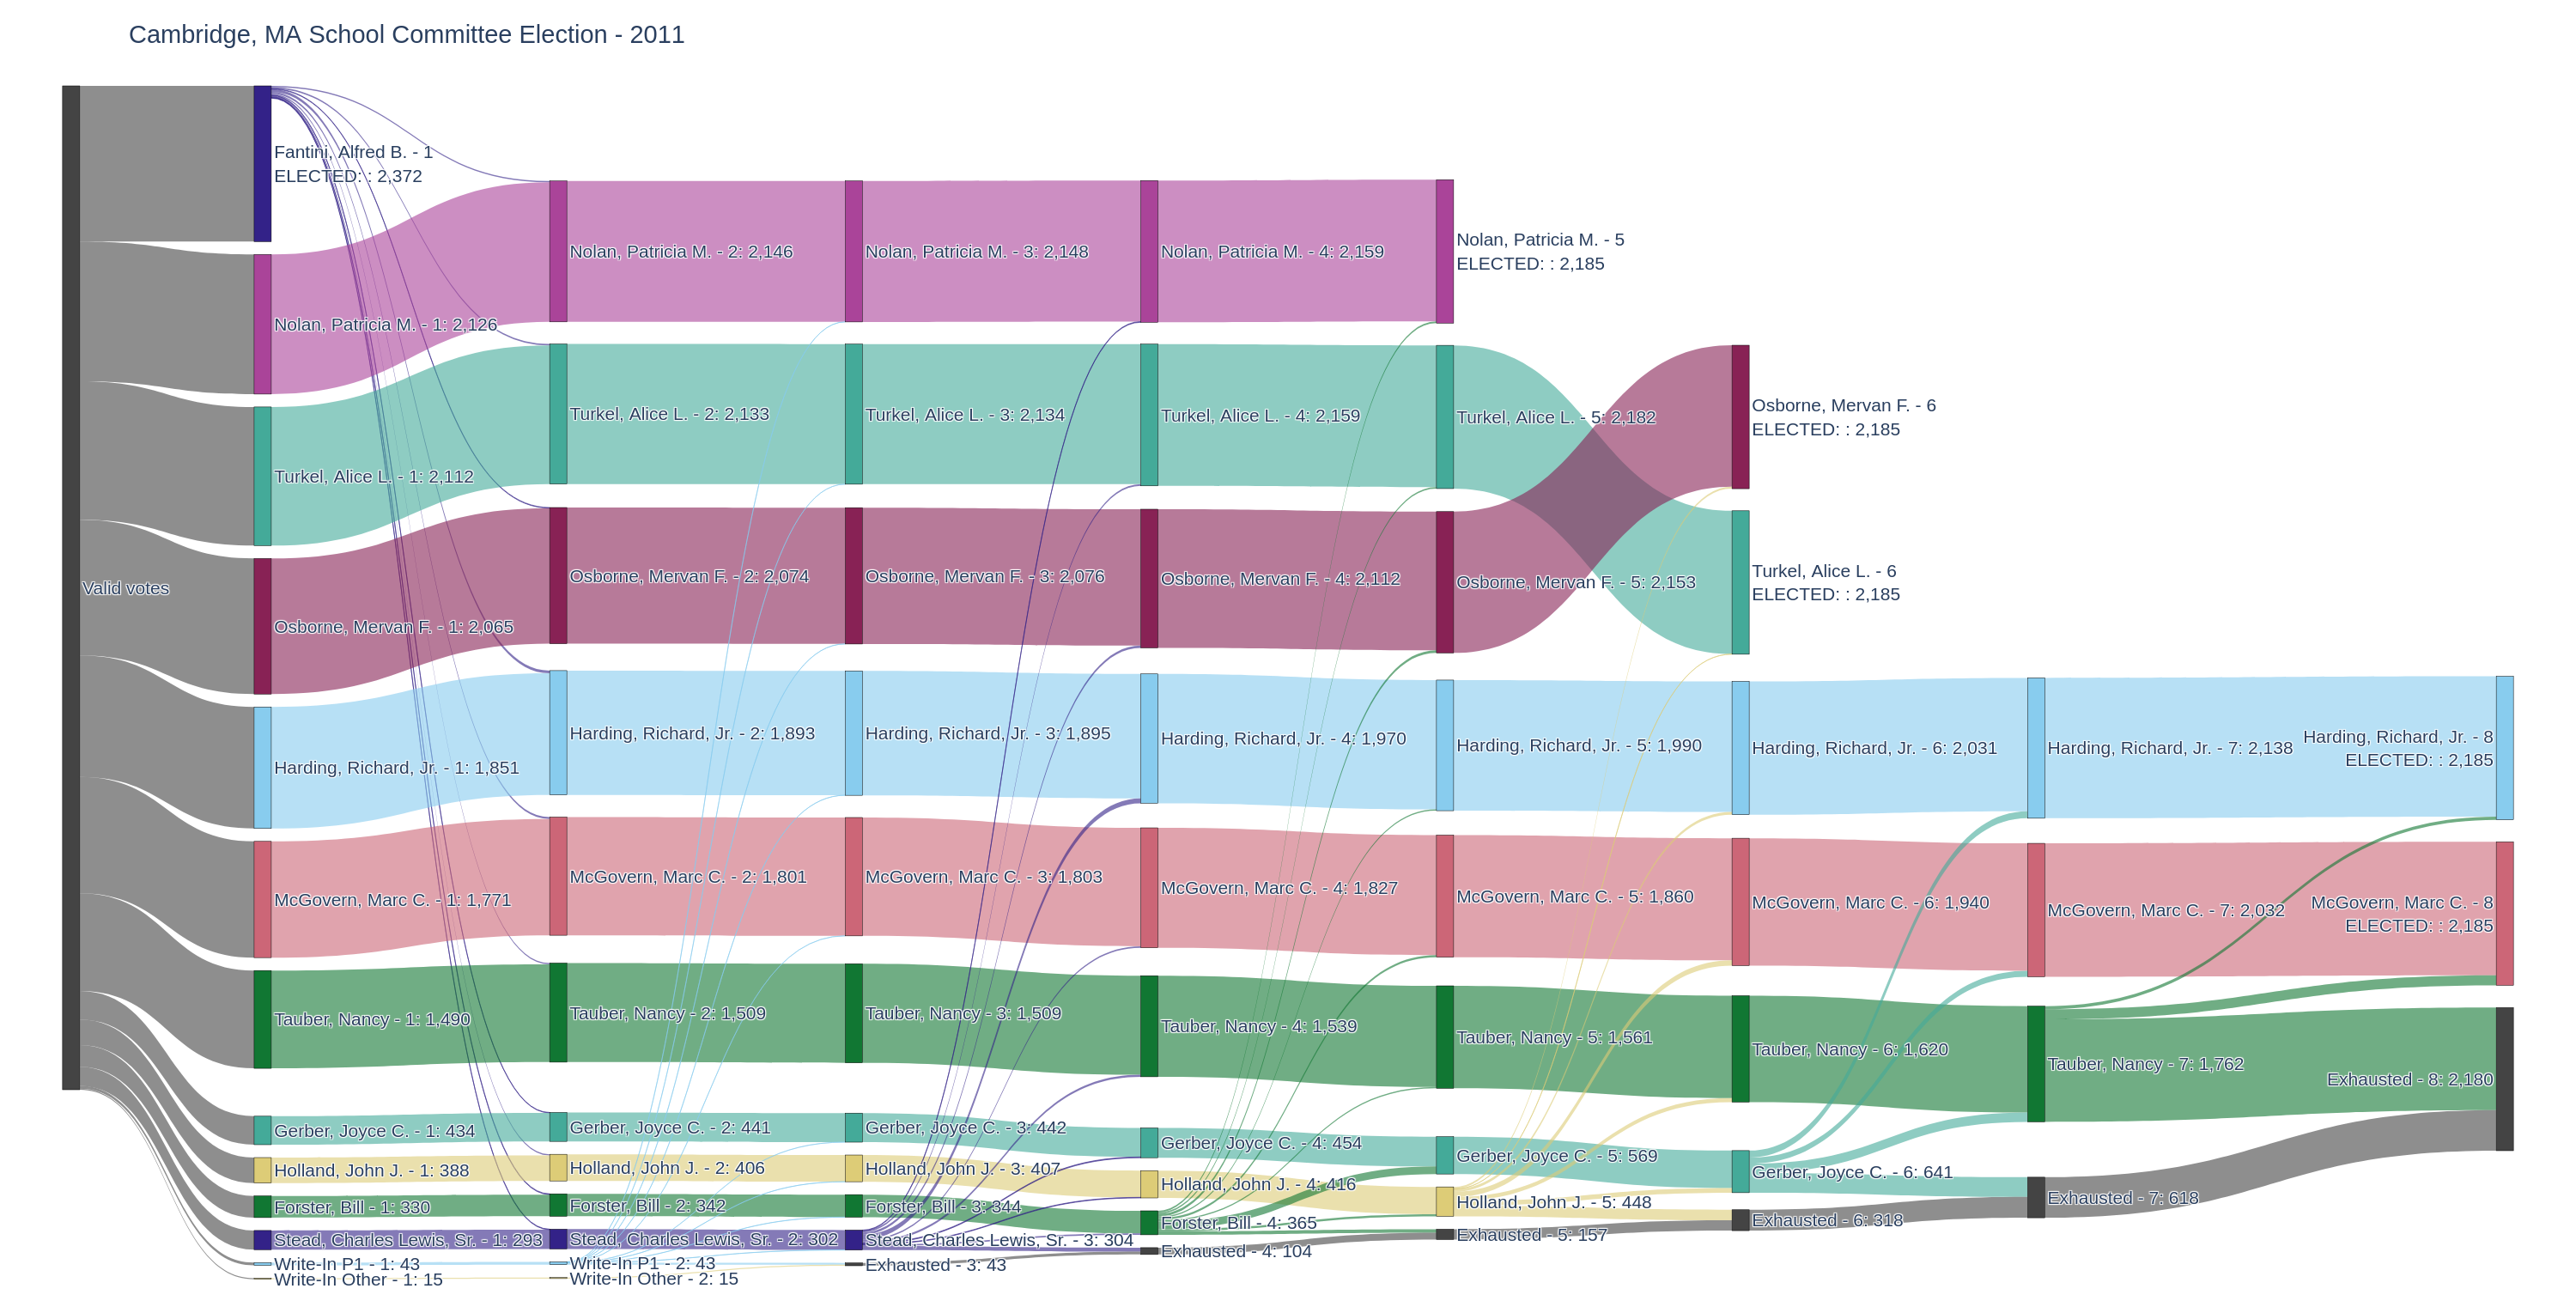 Cambridge, MA School Committee Election - 2011
Valid votes
Fantini, Alfred B. - 1
ELECTED: : 2,372
Nolan, Patricia M. - 1: 2,126
Turkel, Alice L. - 1: 2,112
Osborne, Mervan F. - 1: 2,065
Harding, Richard, Jr. - 1: 1,851
McGovern, Marc C. - 1: 1,771
Tauber, Nancy - 1: 1,490
Gerber, Joyce C. - 1: 434
Holland, John J. - 1: 388
Forster, Bill - 1: 330
Stead, Charles Lewis, Sr. - 1: 293
Write-In P1 - 1: 43
Write-In Other - 1: 15
Nolan, Patricia M. - 2: 2,146
Turkel, Alice L. - 2: 2,133
Osborne, Mervan F. - 2: 2,074
Harding, Richard, Jr. - 2: 1,893
McGovern, Marc C. - 2: 1,801
Tauber, Nancy - 2: 1,509
Gerber, Joyce C. - 2: 441
Holland, John J. - 2: 406
Forster, Bill - 2: 342
Stead, Charles Lewis, Sr. - 2: 302
Write-In P1 - 2: 43
Write-In Other - 2: 15
Nolan, Patricia M. - 3: 2,148
Turkel, Alice L. - 3: 2,134
Osborne, Mervan F. - 3: 2,076
Harding, Richard, Jr. - 3: 1,895
McGovern, Marc C. - 3: 1,803
Tauber, Nancy - 3: 1,509
Gerber, Joyce C. - 3: 442
Holland, John J. - 3: 407
Forster, Bill - 3: 344
Stead, Charles Lewis, Sr. - 3: 304
Exhausted - 3: 43
Nolan, Patricia M. - 4: 2,159
Turkel, Alice L. - 4: 2,159
Osborne, Mervan F. - 4: 2,112
Harding, Richard, Jr. - 4: 1,970
McGovern, Marc C. - 4: 1,827
Tauber, Nancy - 4: 1,539
Gerber, Joyce C. - 4: 454
Holland, John J. - 4: 416
Forster, Bill - 4: 365
Exhausted - 4: 104
Nolan, Patricia M. - 5
ELECTED: : 2,185
Turkel, Alice L. - 5: 2,182
Osborne, Mervan F. - 5: 2,153
Harding, Richard, Jr. - 5: 1,990
McGovern, Marc C. - 5: 1,860
Tauber, Nancy - 5: 1,561
Gerber, Joyce C. - 5: 569
Holland, John J. - 5: 448
Exhausted - 5: 157
Osborne, Mervan F. - 6
ELECTED: : 2,185
Turkel, Alice L. - 6
ELECTED: : 2,185
Harding, Richard, Jr. - 6: 2,031
McGovern, Marc C. - 6: 1,940
Tauber, Nancy - 6: 1,620
Gerber, Joyce C. - 6: 641
Exhausted - 6: 318
Harding, Richard, Jr. - 7: 2,138
McGovern, Marc C. - 7: 2,032
Tauber, Nancy - 7: 1,762
Exhausted - 7: 618
Harding, Richard, Jr. - 8
ELECTED: : 2,185
McGovern, Marc C. - 8
ELECTED: : 2,185
Exhausted - 8: 2,180